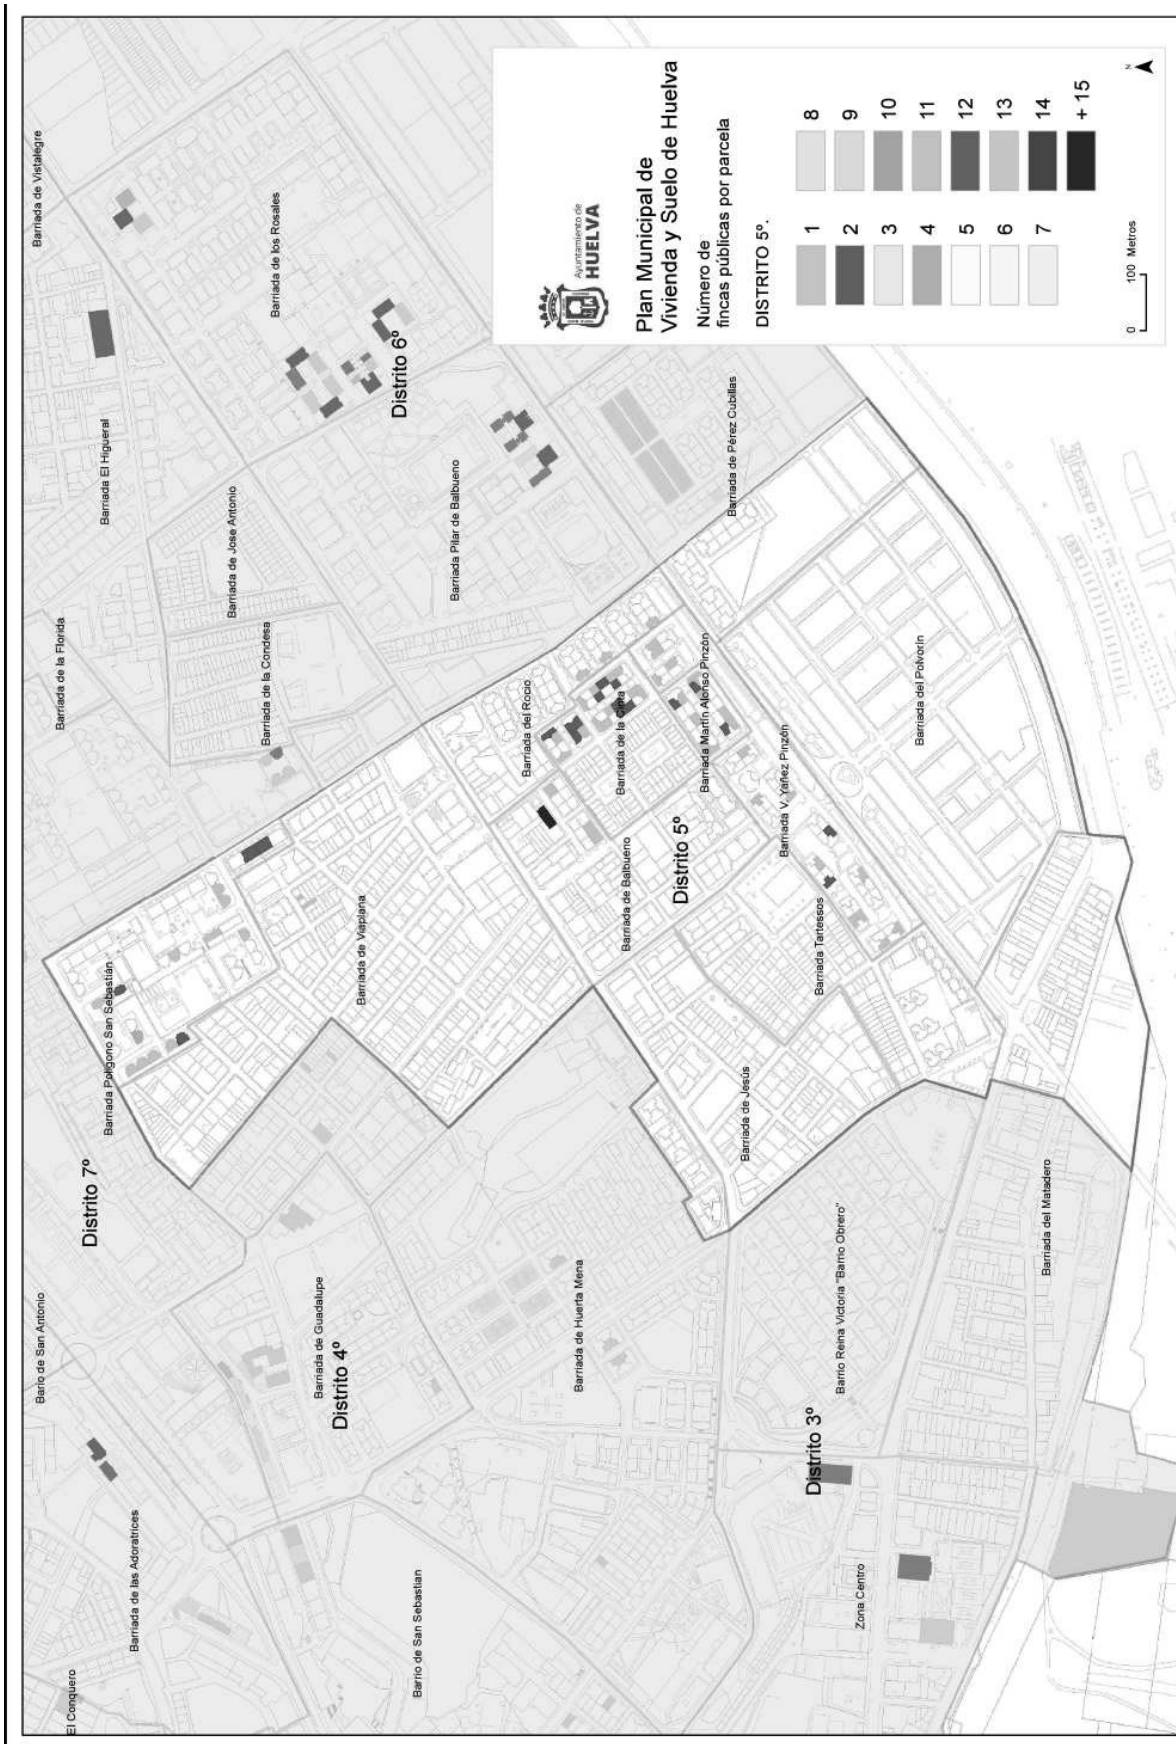 Ayuntamiento de
HUELVA
Plan Municipal de
Vivienda y Suelo de Huelva
Número de
fincas públicas por parcela
DISTRITO 5º.
1
2
3
4
5
6
7
8
9
10
11
12
13
14
+ 15
0 100 Metros
N
El Conquero
Barrio de San Antonio
Distrito 7º
Barriada Polígono San Sebastián
Barriada de la Florida
Barriada El Higueral
Barriada de Vistalegre
Barriada de las Adoratrices
Barriada de Guadalupe
Distrito 4º
Barriada de Viaplana
Barriada de la Condesa
Barriada de Jose Antonio
Barriada de los Rosales
Distrito 6º
Barrio de San Sebastian
Barriada Pilar de Balbueno
Barriada de Huerta Mena
Barriada del Rocio
Barriada de Balbueno
Barriada de la Cinta
Distrito 5º
Barriada Martín Alonso Pinzón
Barriada de Pérez Cubillas
Barriada de Jesús
Barriada V. Yañez Pinzón
Barriada Tartessos
Distrito 3º
Barrio Reina Victoria "Barrio Obrero"
Zona Centro
Barriada del Polvorín
Barriada del Matadero